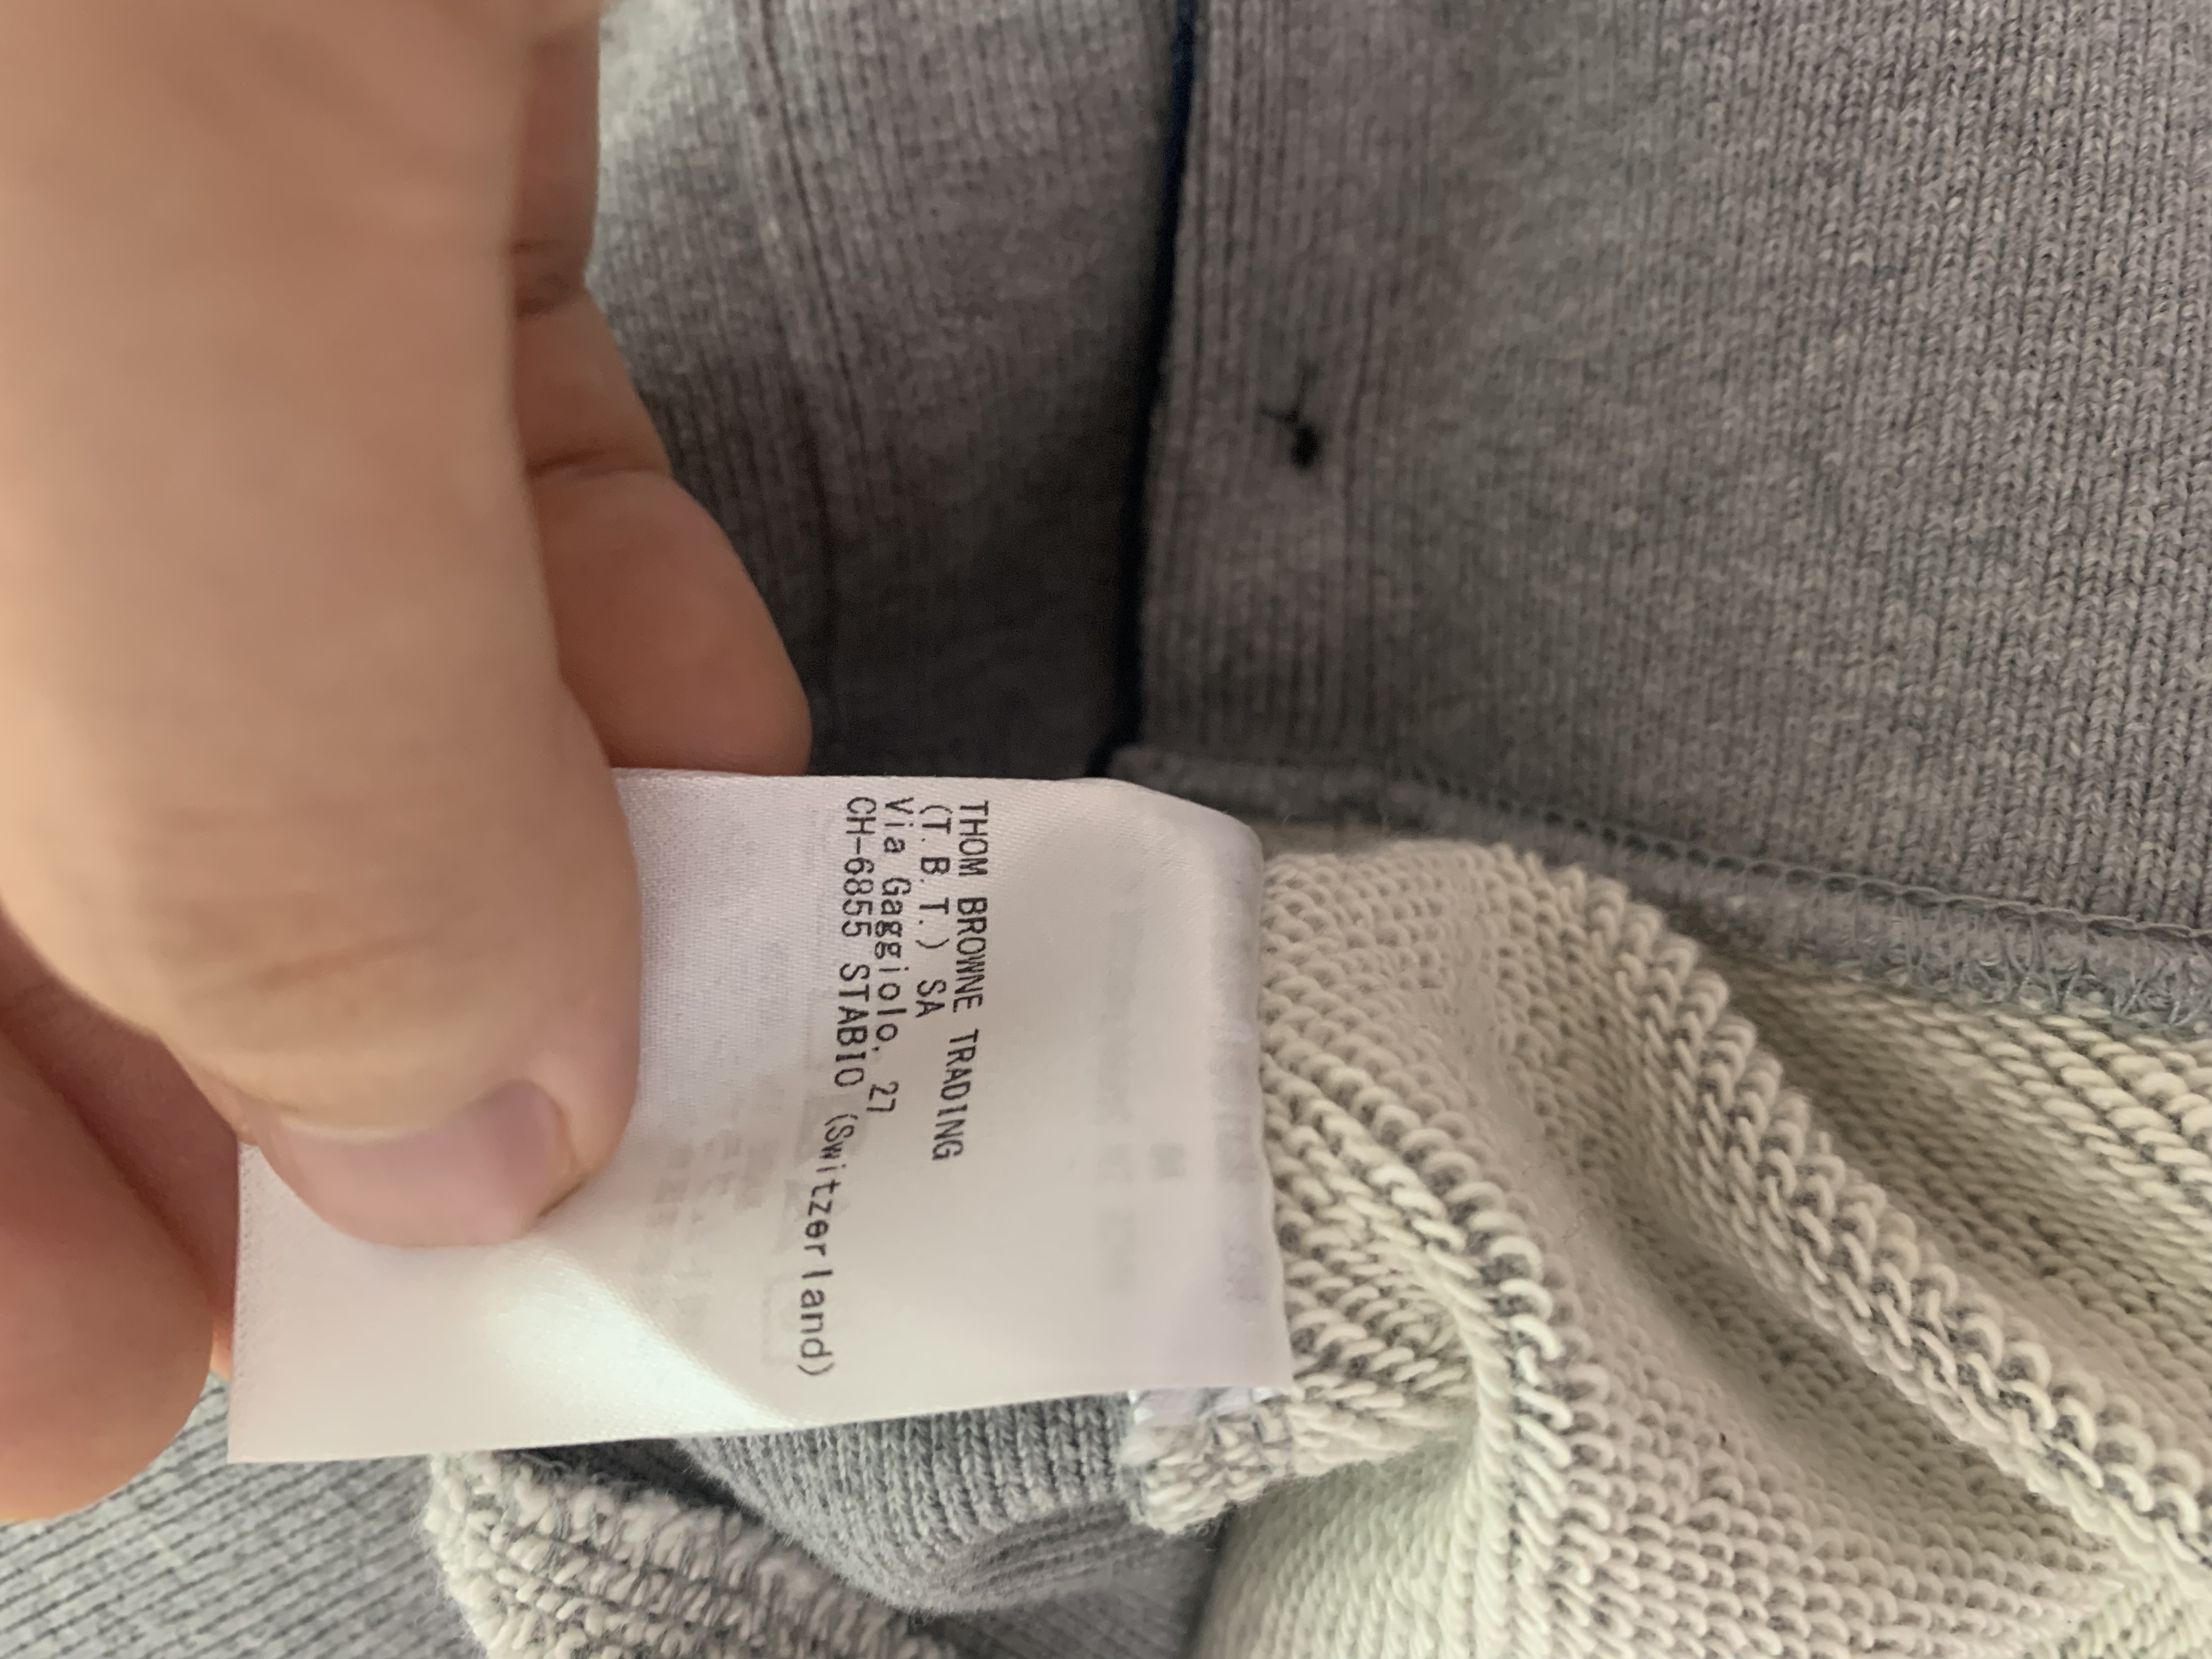 THOM BROWNE TRADING
(T.B.T.) SA
Via Gaggiolo, 27
CH-6855 STABIO (Switzerland)